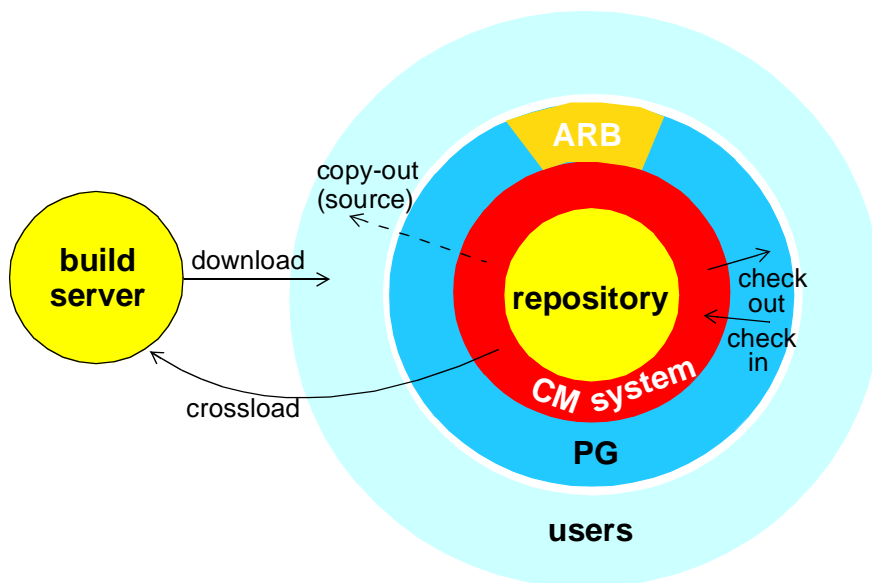 ARB
copy-out
(source)
build
server
download
repository
check
out
check
in
CM system
crossload
PG
users